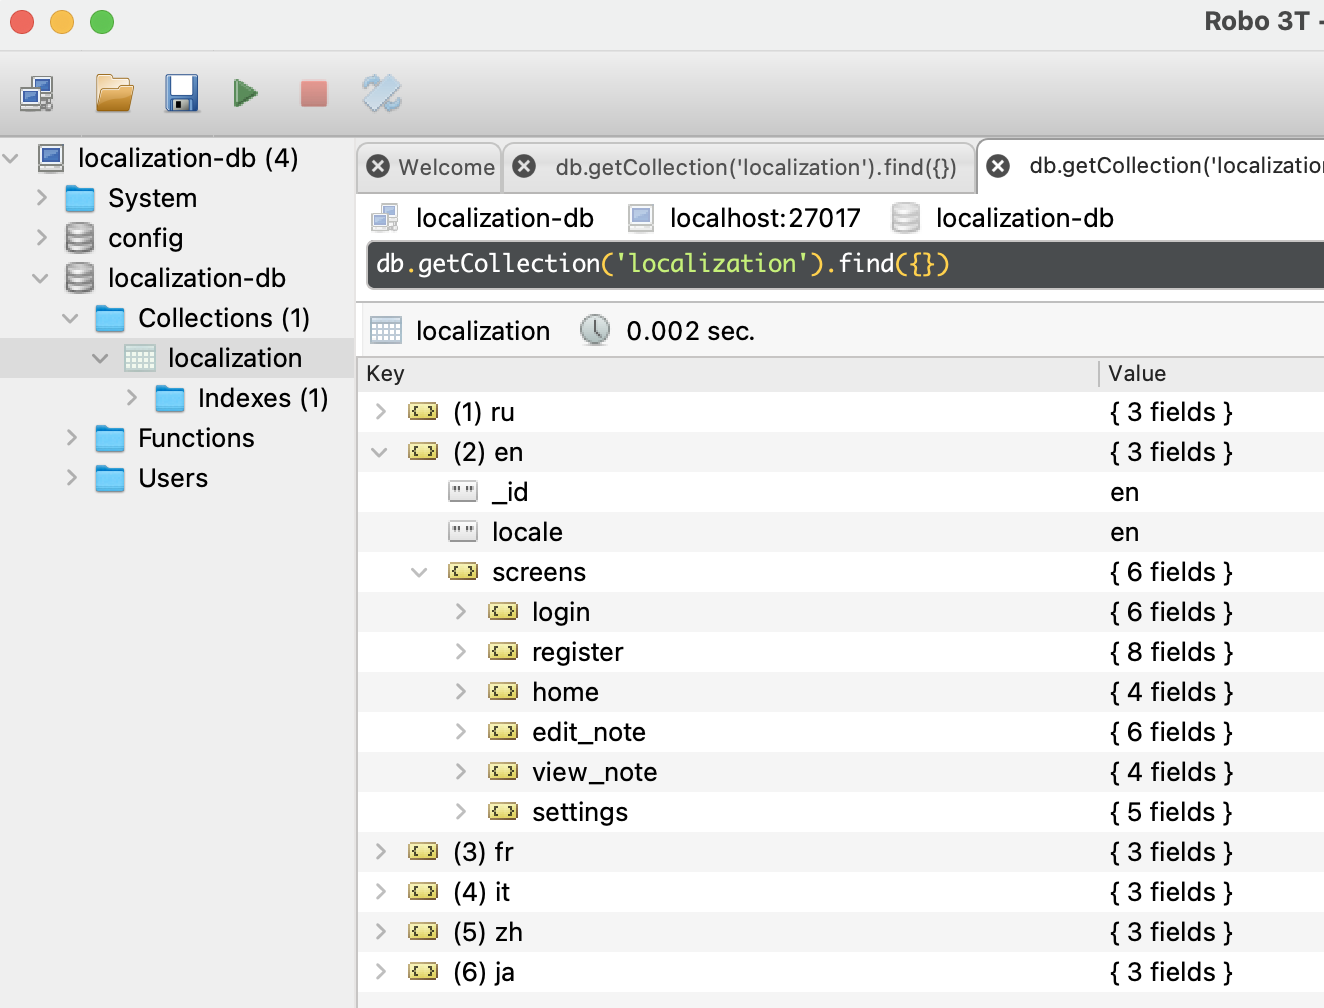 Robo 3T -
localization-db (4)
System
config
localization-db
Collections (1)
localization
Indexes (1)
Functions
Users
Welcome
db.getCollection('localization').find({})
db.getCollection('localization
localization-db
localhost:27017
localization-db
db.getCollection('localization').find({})
localization
0.002 sec.
Key Value
(1) ru { 3 fields }
(2) en { 3 fields }
_id en
locale en
screens { 6 fields }
login { 6 fields }
register { 8 fields }
home { 4 fields }
edit_note { 6 fields }
view_note { 4 fields }
settings { 5 fields }
(3) fr { 3 fields }
(4) it { 3 fields }
(5) zh { 3 fields }
(6) ja { 3 fields }